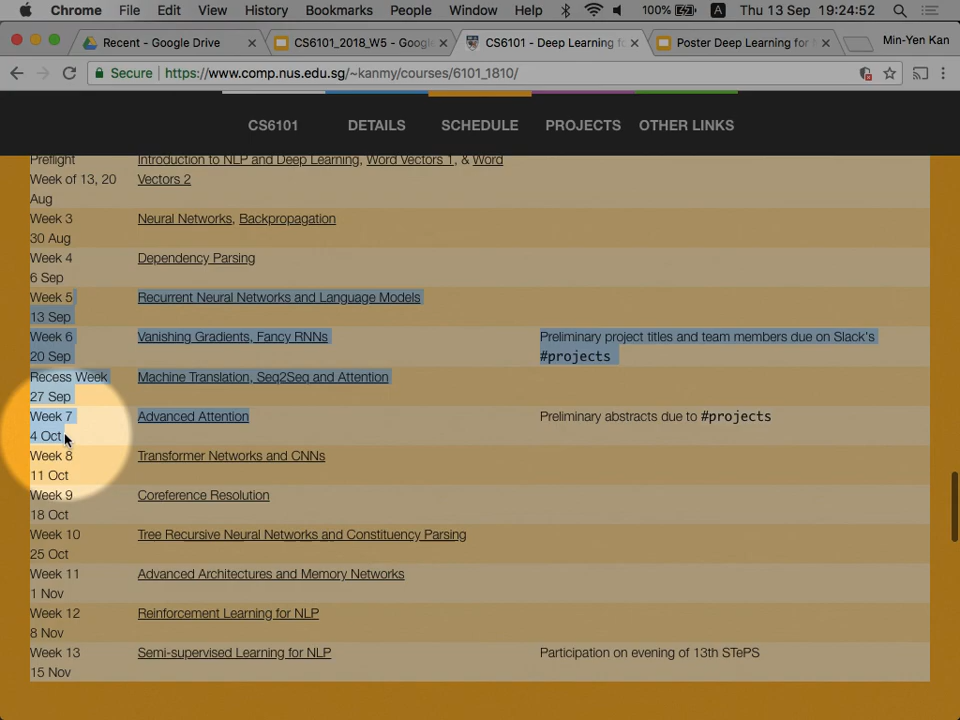 Chrome File Edit View History Bookmarks People Window Help 100% A Thu 13 Sep 19:24:52
Recent - Google Drive × CS6101_2018_W5 - Google × CS6101 - Deep Learning fo × Poster Deep Learning for × Min-Yen Kan
Secure https://www.comp.nus.edu.sg/~kanmy/courses/6101_1810/
CS6101 DETAILS SCHEDULE PROJECTS OTHER LINKS
Preflight Introduction to NLP and Deep Learning, Word Vectors 1, & Word
Week of 13, 20 Vectors 2
Aug
Week 3 Neural Networks, Backpropagation
30 Aug
Week 4 Dependency Parsing
6 Sep
Week 5 Recurrent Neural Networks and Language Models
13 Sep
Week 6 Vanishing Gradients, Fancy RNNs Preliminary project titles and team members due on Slack's
20 Sep #projects
Recess Week Machine Translation, Seq2Seq and Attention
27 Sep
Week 7 Advanced Attention Preliminary abstracts due to #projects
4 Oct
Week 8 Transformer Networks and CNNs
11 Oct
Week 9 Coreference Resolution
18 Oct
Week 10 Tree Recursive Neural Networks and Constituency Parsing
25 Oct
Week 11 Advanced Architectures and Memory Networks
1 Nov
Week 12 Reinforcement Learning for NLP
8 Nov
Week 13 Semi-supervised Learning for NLP Participation on evening of 13th STePS
15 Nov